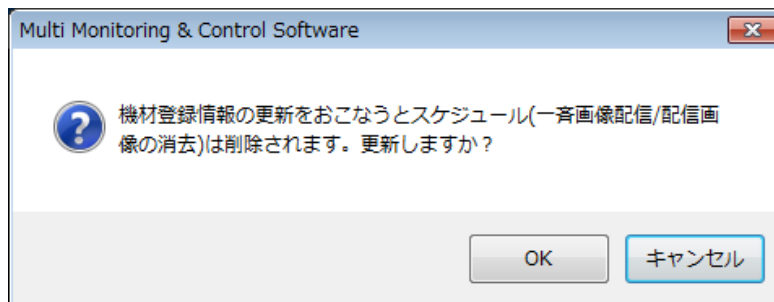 Multi Monitoring & Control Software
機材登録情報の更新をおこなうとスケジュール(一斉画像配信/配信画
像の消去)は削除されます。更新しますか？
OK
キャンセル